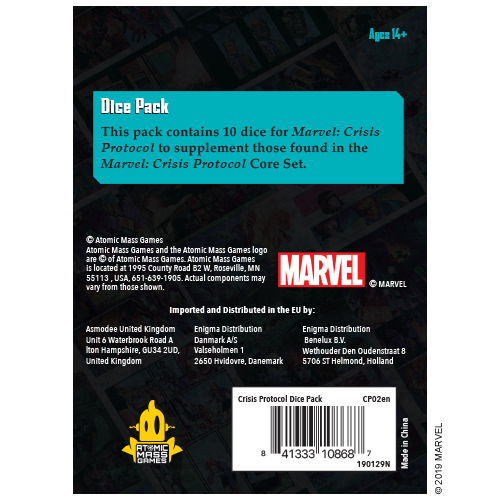 Ages 14+
Dice Pack
This pack contains 10 dice for Marvel: Crisis
Protocol to supplement those found in the
Marvel: Crisis Protocol Core Set.
© Atomic Mass Games
Atomic Mass Games and the Atomic Mass Games logo
are © of Atomic Mass Games. Atomic Mass Games
is located at 1995 County Road B2 W, Roseville, MN
55113 , USA, 651-639-1905. Actual components may
vary from those shown.
MARVEL
© MARVEL
Imported and Distributed in the EU by:
Asmodee United Kingdom
Unit 6 Waterbrook Road A
lton Hampshire, GU34 2UD,
United Kingdom
Enigma Distribution
Danmark A/S
Valseholmen 1
2650 Hvidovre, Danemark
Enigma Distribution
Benelux B.V.
Wethouder Den Oudenstraat 8
5706 ST Helmond, Holland
ATOMIC
MASS
GAMES
Crisis Protocol Dice Pack CP02en
8 41333 10868 7
190129N
Made in China
© 2019 MARVEL